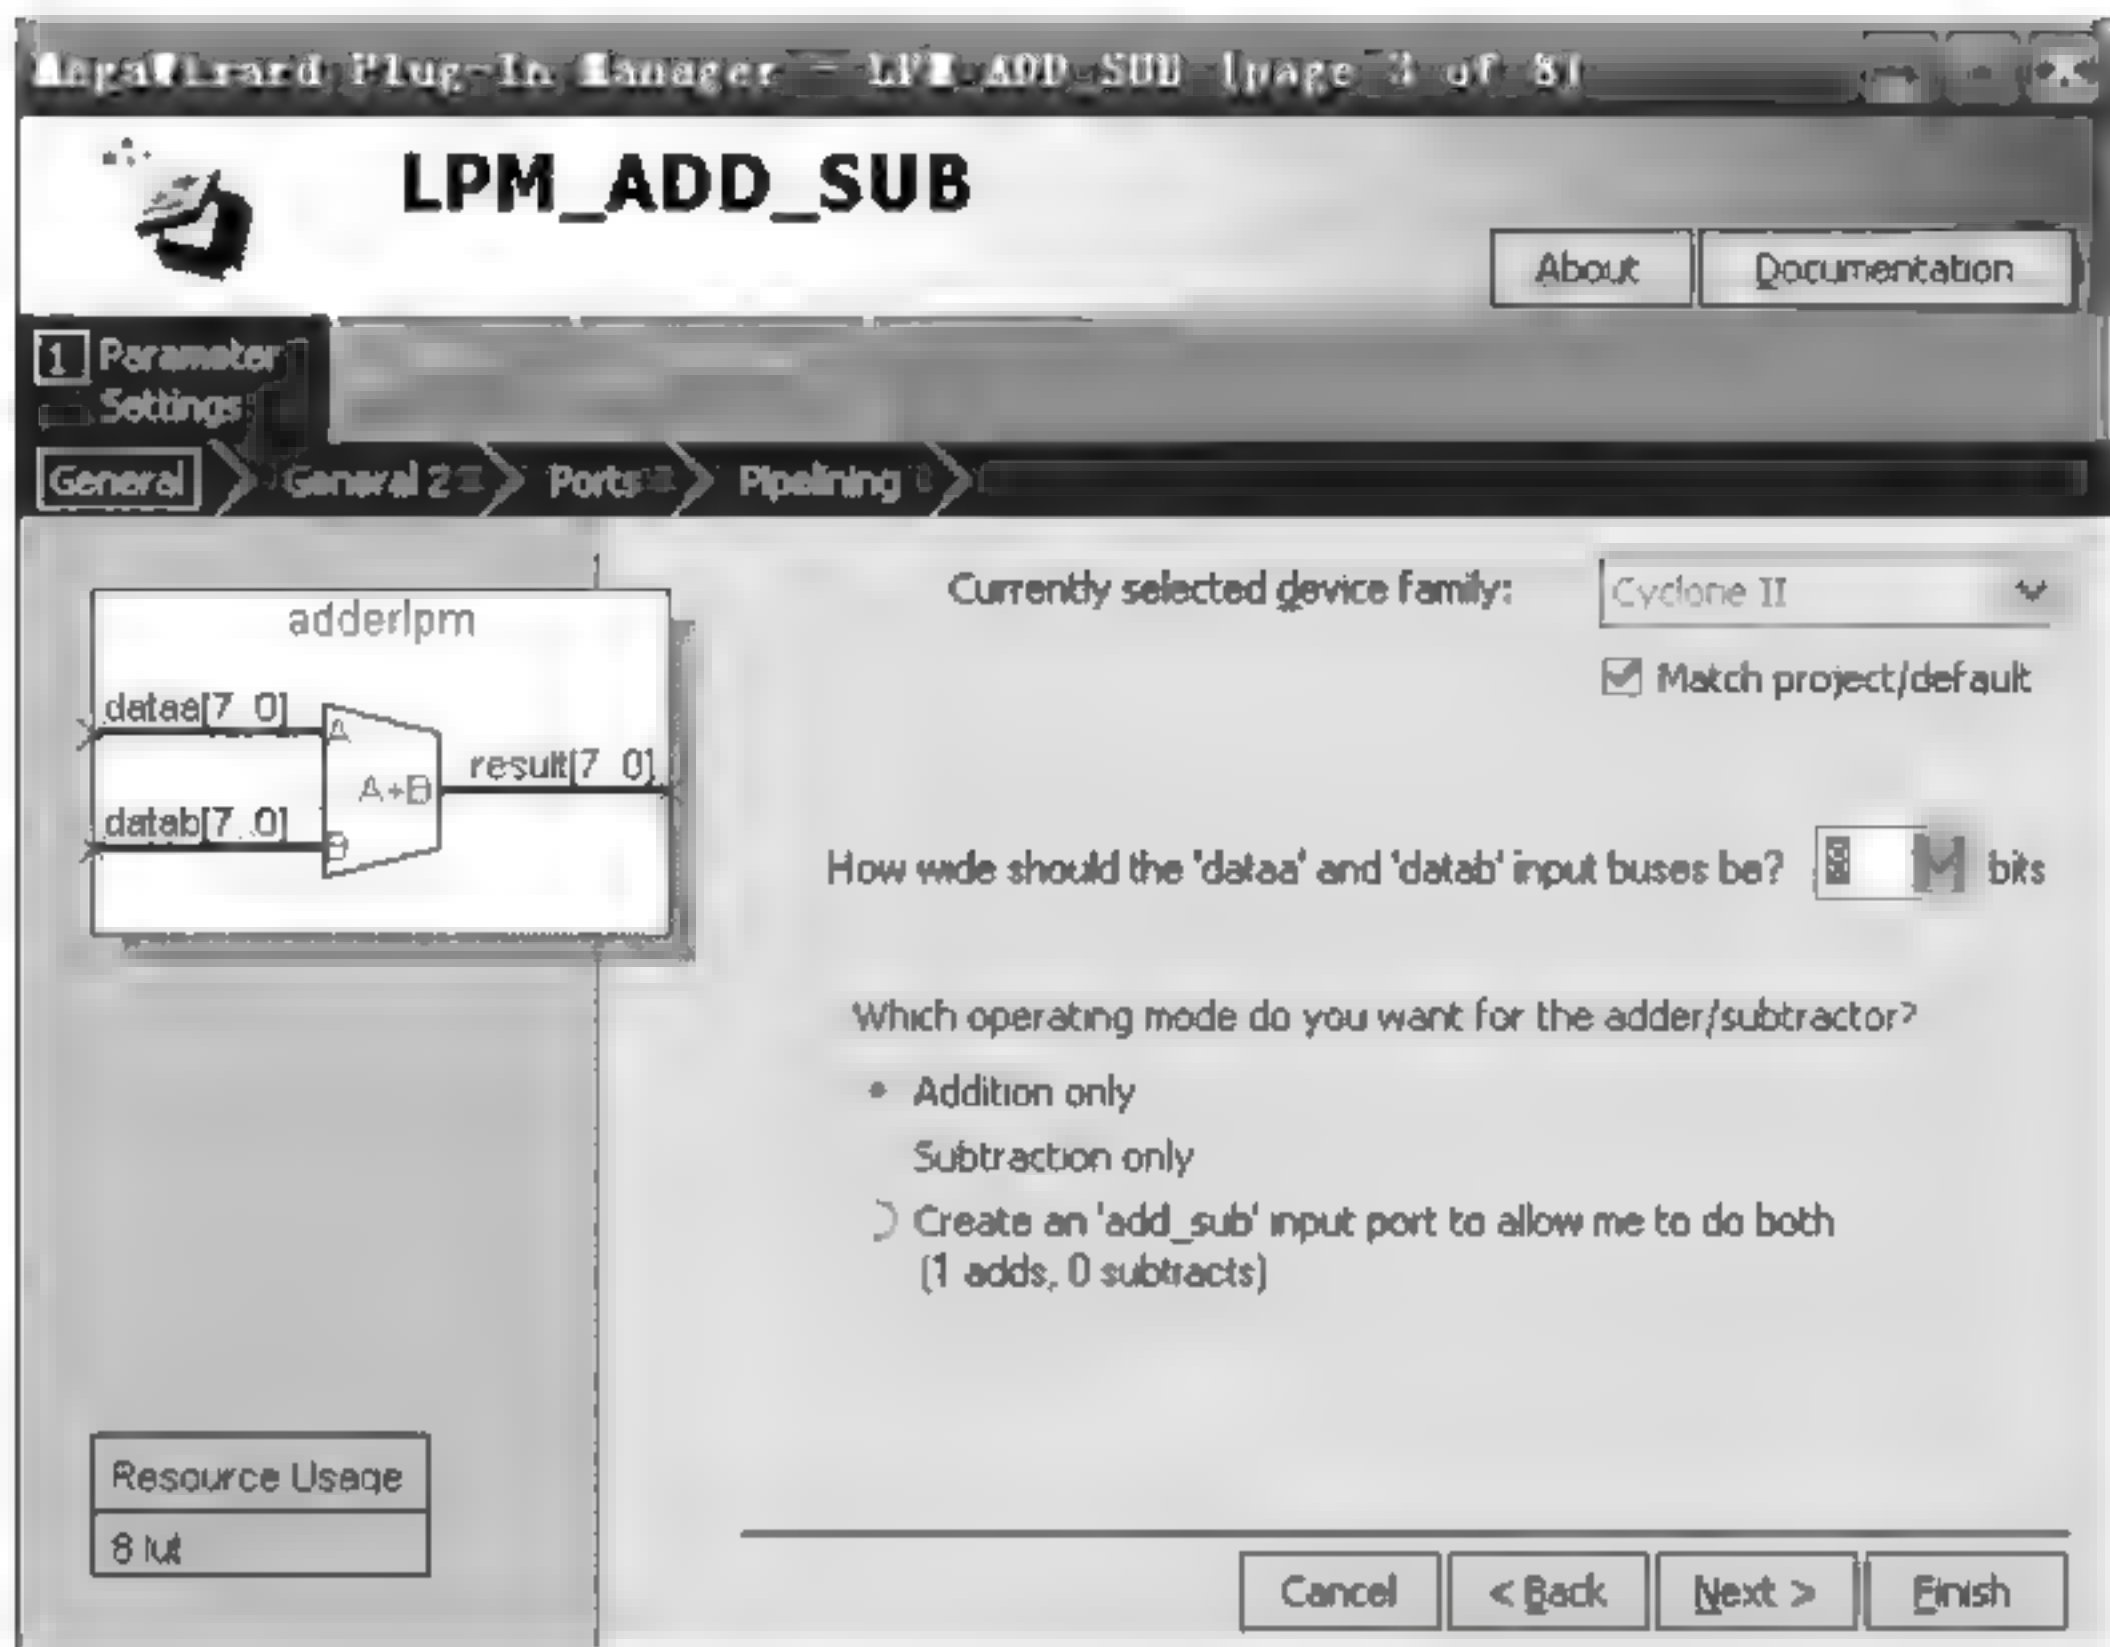 MegaWizard Plug-In Manager - LPM_ADD_SUB [page 3 of 8]
LPM_ADD_SUB
About Documentation
1 Parameter
Settings
General General 2 Ports Pipelining
Currently selected device family: Cyclone II
Match project/default
adderlpm
dataa[7 0]
A
result[7 0]
A+B
datab[7..0]
B
How wide should the 'dataa' and 'datab' input buses be? 8 bits
Which operating mode do you want for the adder/subtractor?
Addition only
Subtraction only
Create an 'add_sub' input port to allow me to do both
(1 adds, 0 subtracts)
Resource Usage
8 lut
Cancel < Back Next > Finish